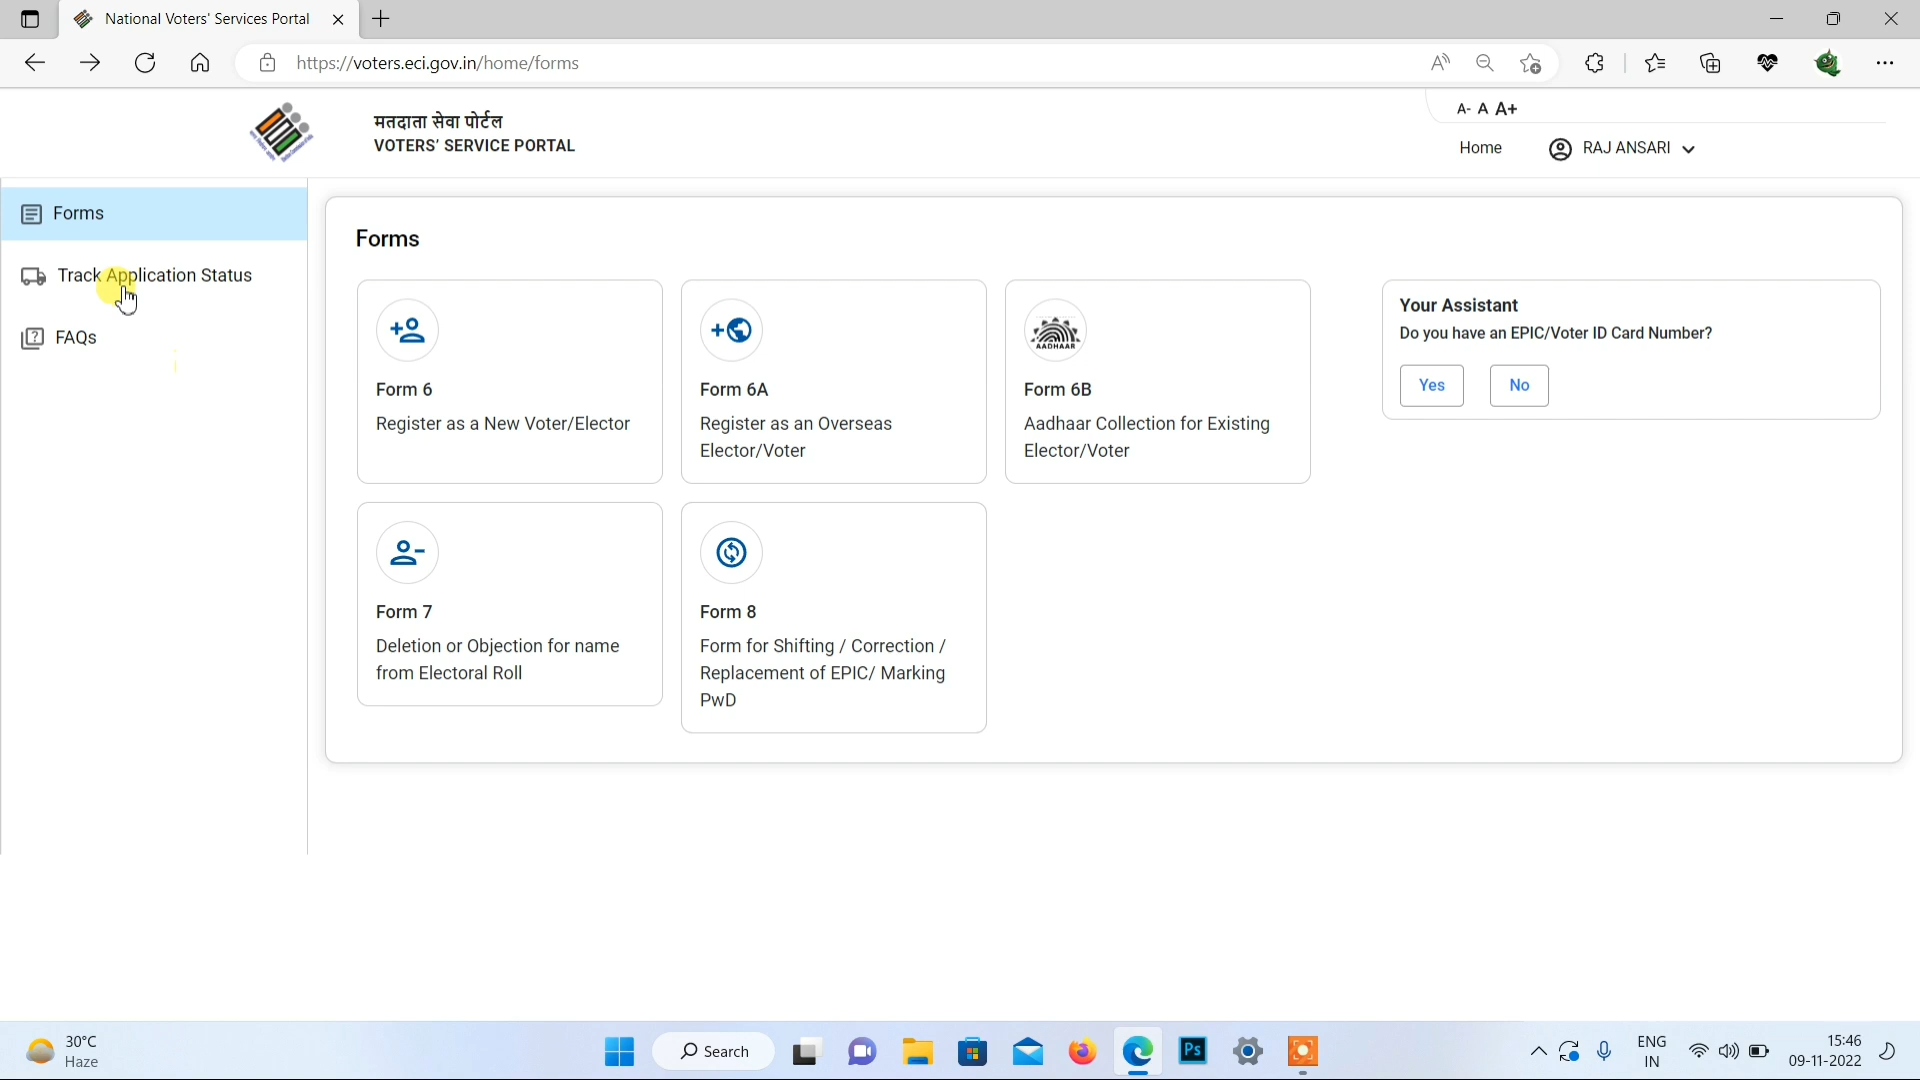 National Voters' Services Portal
https://voters.eci.gov.in/home/forms
A- A A+
मतदाता सेवा पोर्टल
VOTERS' SERVICE PORTAL
Home
RAJ ANSARI
Forms
Track Application Status
FAQs
Forms
Form 6
Register as a New Voter/Elector
Form 6A
Register as an Overseas
Elector/Voter
AADHAAR
Form 6B
Aadhaar Collection for Existing
Elector/Voter
Your Assistant
Do you have an EPIC/Voter ID Card Number?
Yes
No
Form 7
Deletion or Objection for name
from Electoral Roll
Form 8
Form for Shifting / Correction /
Replacement of EPIC/ Marking
PwD
30°C
Haze
Search
Ps
ENG
IN
15:46
09-11-2022